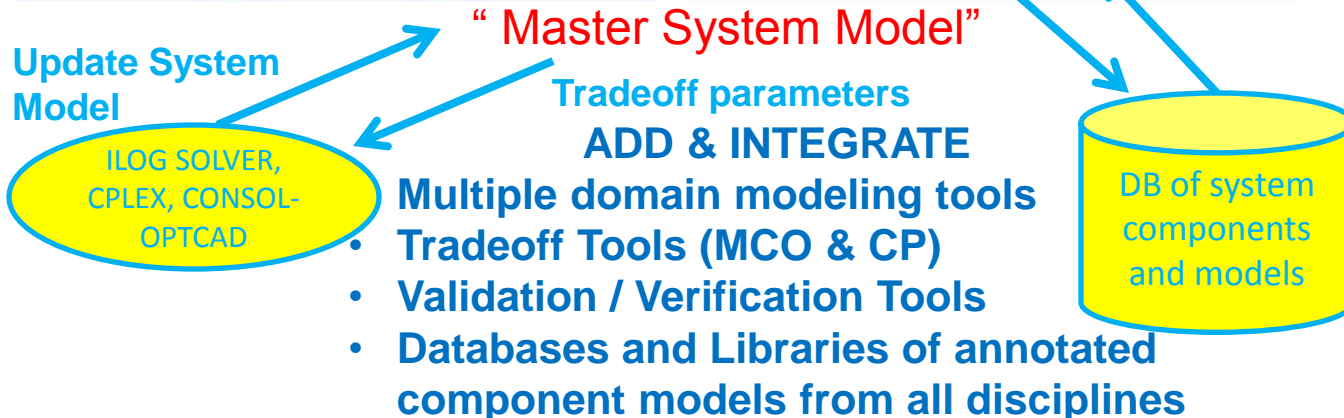 “ Master System Model”
Update System
Model
Tradeoff parameters
ILOG SOLVER,
CPLEX, CONSOL-
OPTCAD
ADD & INTEGRATE
Multiple domain modeling tools
• Tradeoff Tools (MCO & CP)
• Validation / Verification Tools
• Databases and Libraries of annotated
component models from all disciplines
DB of system
components
and models